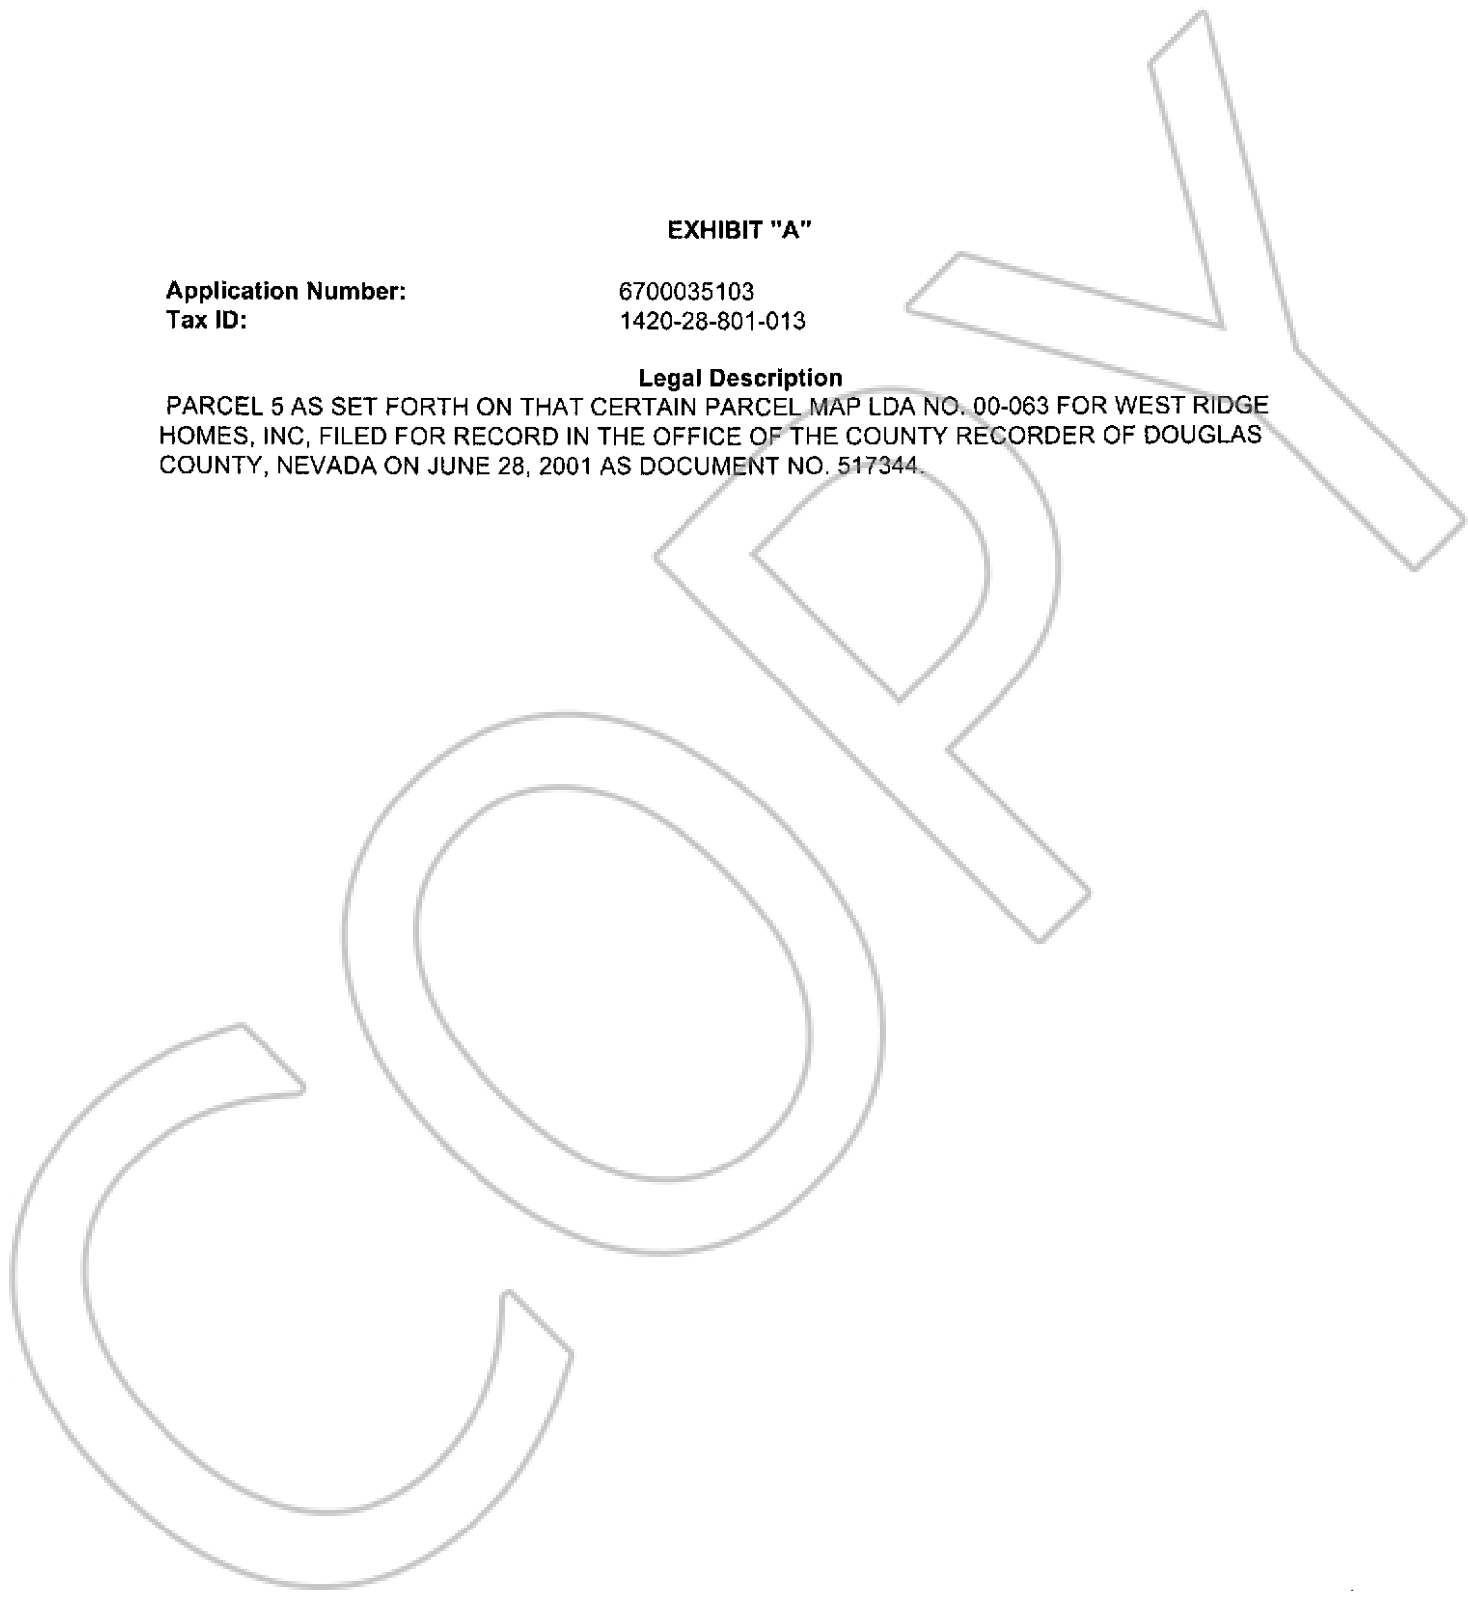 EXHIBIT "A"
Application Number: 6700035103
Tax ID: 1420-28-801-013
Legal Description
PARCEL 5 AS SET FORTH ON THAT CERTAIN PARCEL MAP LDA NO. 00-063 FOR WEST RIDGE
HOMES, INC, FILED FOR RECORD IN THE OFFICE OF THE COUNTY RECORDER OF DOUGLAS
COUNTY, NEVADA ON JUNE 28, 2001 AS DOCUMENT NO. 517344.
COPY